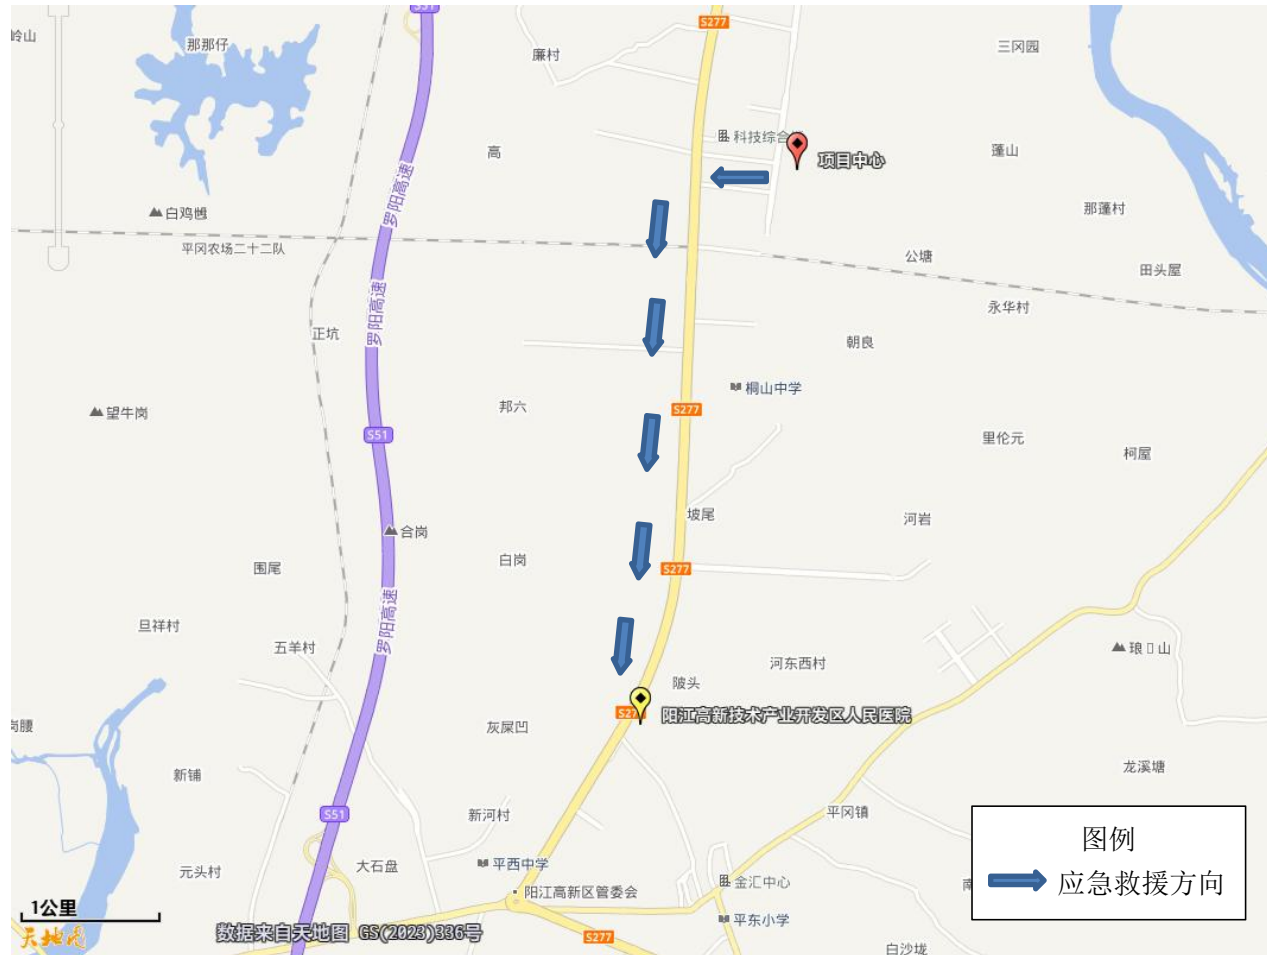 S51
S277
岭山
那那仔
廉村
三冈园
科技综合
项目中心
高
蓬山
罗阳高速
白鸡乸
那蓬村
平冈农场二十二队
公塘
田头屋
罗阳高速
永华村
正坑
朝良
桐山中学
望牛岗
邦六
S277
S51
里伦元
柯屋
坡尾
河岩
合岗
白岗
围尾
S277
罗阳高速
旦祥村
五羊村
河东西村
琅
山
陂头
S27
阳江高新技术产业开发区人民医院
岗腰
灰屎凹
新铺
龙溪塘
S51
新河村
平冈镇
图例
应急救援方向
元头村
大石盘
平西中学
金汇中心
南
阳江高新区管委会
1公里
平东小学
数据来自天地图 GS(2023)336号
S277
天地图
白沙垅